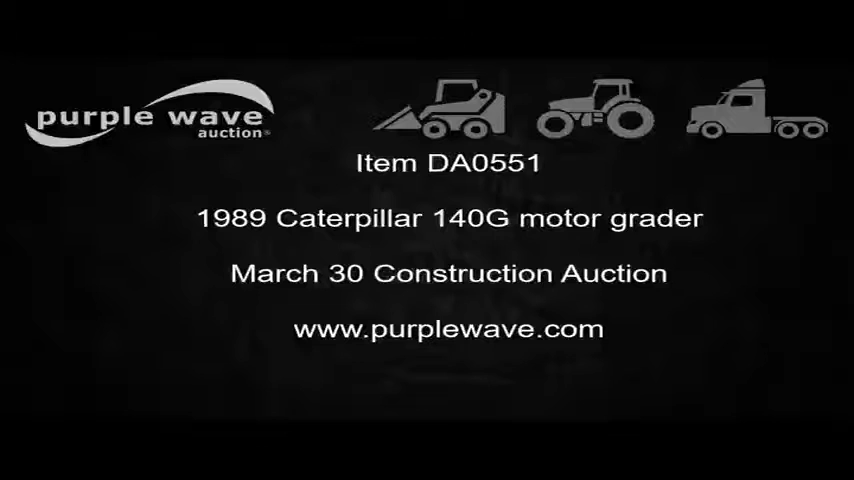 purple wave
auction®
Item DA0551
1989 Caterpillar 140G motor grader
March 30 Construction Auction
www.purplewave.com